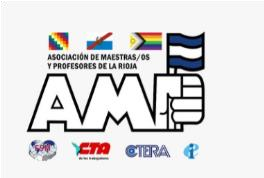 ASOCIACIÓN DE MAESTRAS/OS
Y PROFESORES DE LA RIOJA
AMP
CTA
de los trabajadores
CTERA